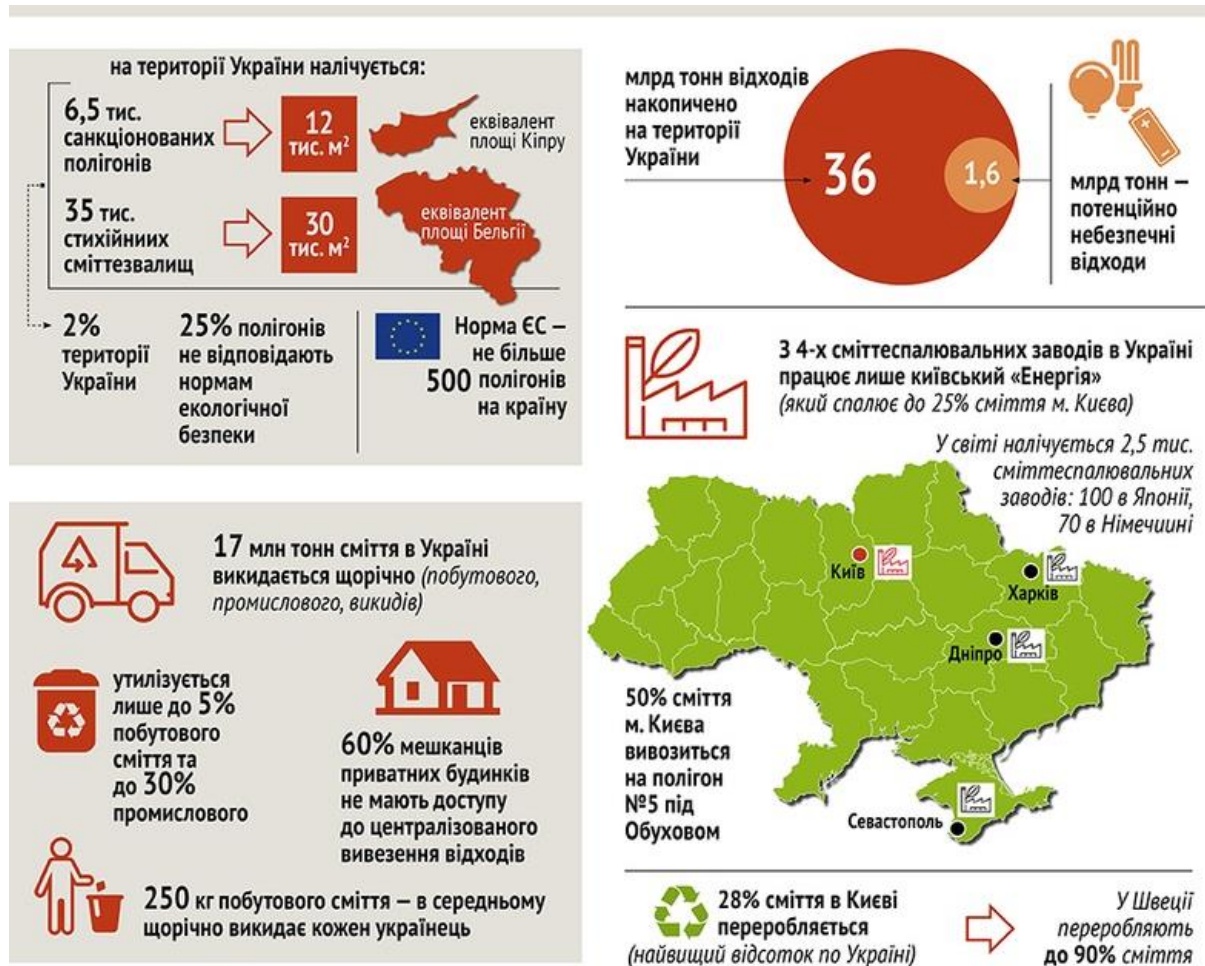 на території України налічується:
6,5 тис.
санкціонованих
полігонів
12
тис. м²
еквівалент
площі Кіпру
35 тис.
стихійниих
сміттєзвалищ
30
тис. м²
еквівалент
площі Бельгії
2%
території
України
25% полігонів
не відповідають
нормам
екологічної
безпеки
Норма ЄС —
не більше
500 полігонів
на країну
млрд тонн відходів
накопичено
на території
України
36
1,6
млрд тонн —
потенційно
небезпечні
відходи
З 4-х сміттеспалювальних заводів в Україні
працює лише київський «Енергія»
(який спалює до 25% сміття м. Києва)
У світі налічується 2,5 тис.
сміттеспалювальних
заводів: 100 в Японії,
70 в Німечиині
Київ
Харків
Дніпро
Севастополь
50% сміття
м. Києва
вивозиться
на полігон
№5 під
Обуховом
17 млн тонн сміття в Україні
викидається щорічно (побутового,
промислового, викидів)
утилізується
лише до 5%
побутового
сміття та
до 30%
промислового
60% мешканців
приватних будинків
не мають доступу
до централізованого
вивезення відходів
250 кг побутового сміття — в середньому
щорічно викидає кожен українець
28% сміття в Києві
переробляється
(найвищий відсоток по Україні)
У Швеції
переробляють
до 90% сміття